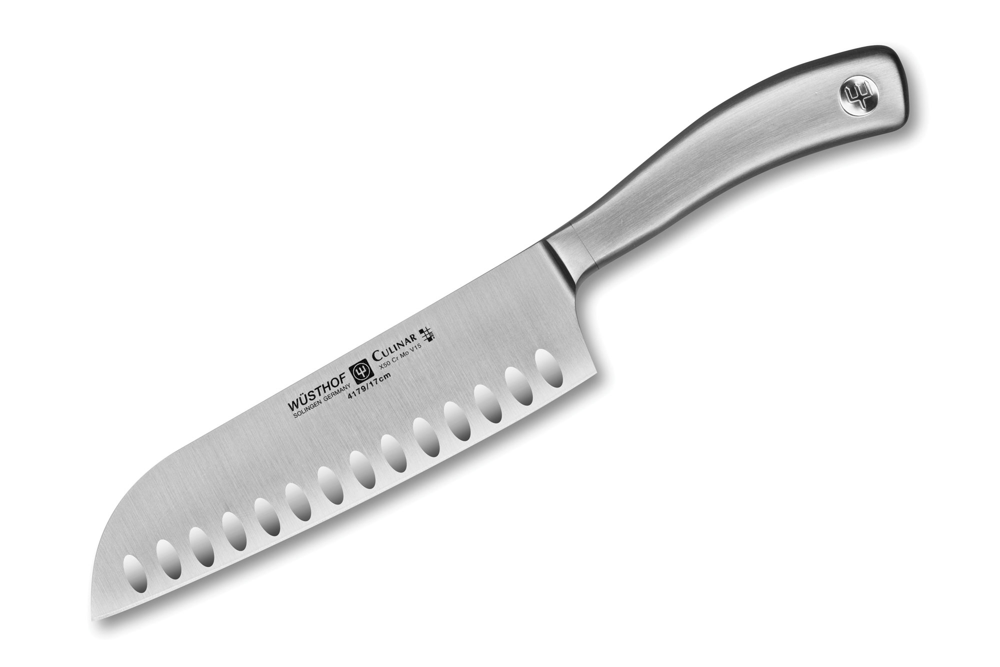 WÜSTHOF
SOLINGEN GERMANY
CULINAR
X50 Cr Mo V15
4179/17cm